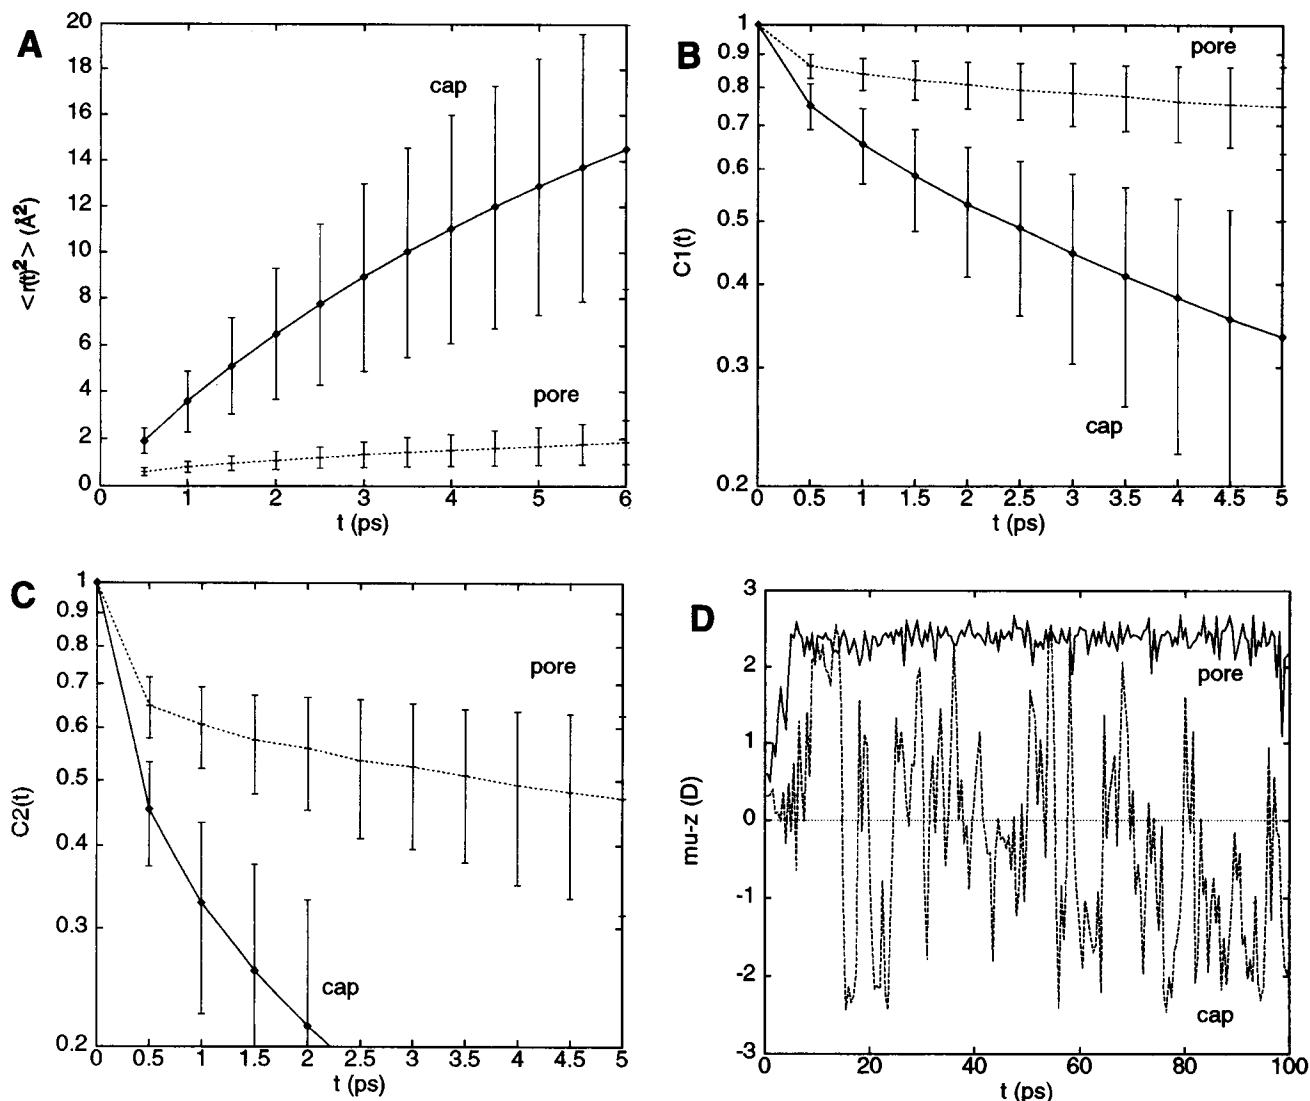 A
20
18
16
14
12
10
8
6
4
2
0
<r(t)²> (Å²)
cap
pore
0 1 2 3 4 5 6
t (ps)
B
1
0.9
0.8
0.7
0.6
0.5
0.4
0.3
0.2
C1(t)
pore
cap
0 0.5 1 1.5 2 2.5 3 3.5 4 4.5 5
t (ps)
C
1
0.9
0.8
0.7
0.6
0.5
0.4
0.3
0.2
C2(t)
pore
cap
0 0.5 1 1.5 2 2.5 3 3.5 4 4.5 5
t (ps)
D
3
2
1
0
-1
-2
-3
mu-z (D)
pore
cap
0 20 40 60 80 100
t (ps)